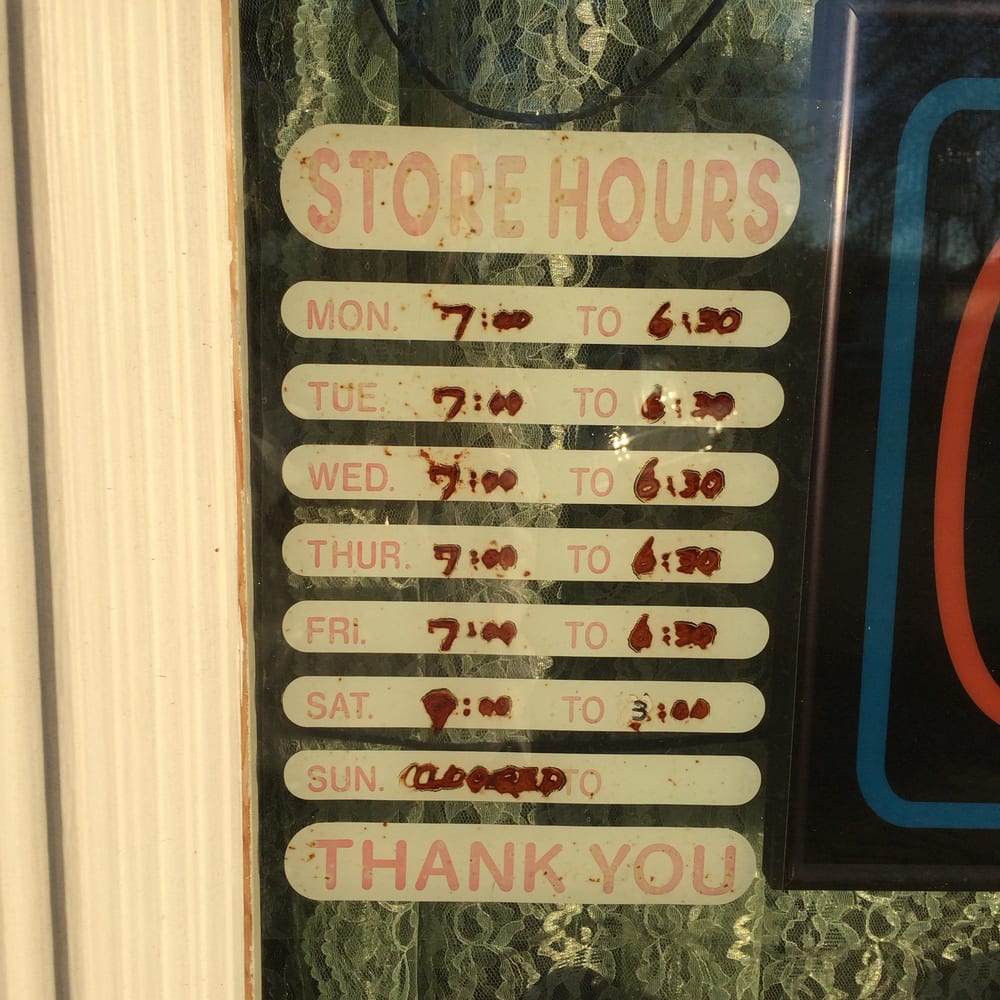 STORE HOURS
MON. 7:00 TO 6:30
TUE. 7:00 TO 6:30
WED. 7:00 TO 6:30
THUR. 7:00 TO 6:30
FRI. 7:00 TO 6:30
SAT. :00 TO 3:00
SUN. CLOSED TO
THANK YOU